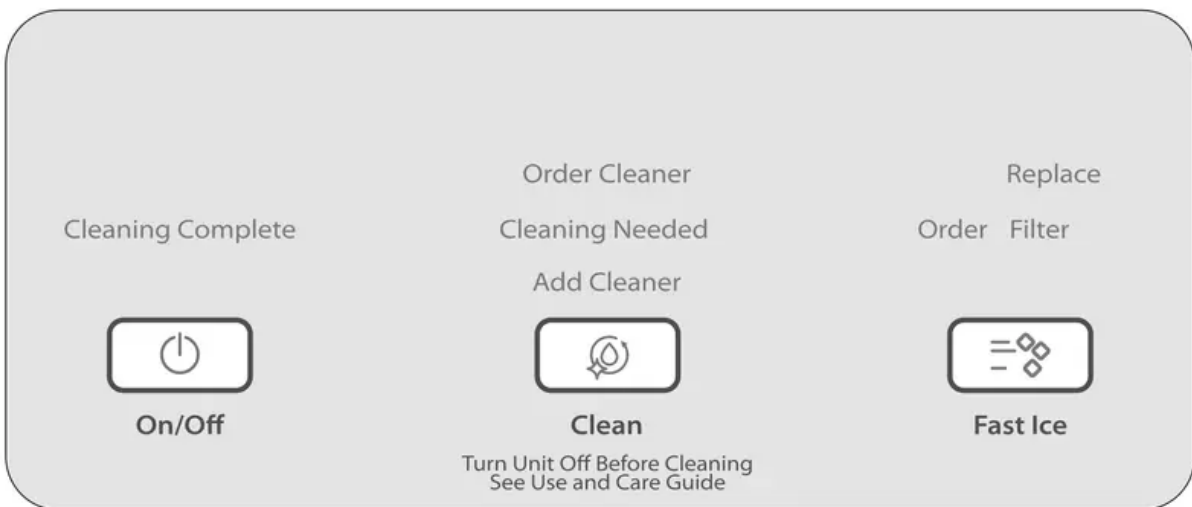 Order Cleaner
Replace
Cleaning Complete
Cleaning Needed
Order Filter
Add Cleaner
On/Off
Clean
Fast Ice
Turn Unit Off Before Cleaning
See Use and Care Guide